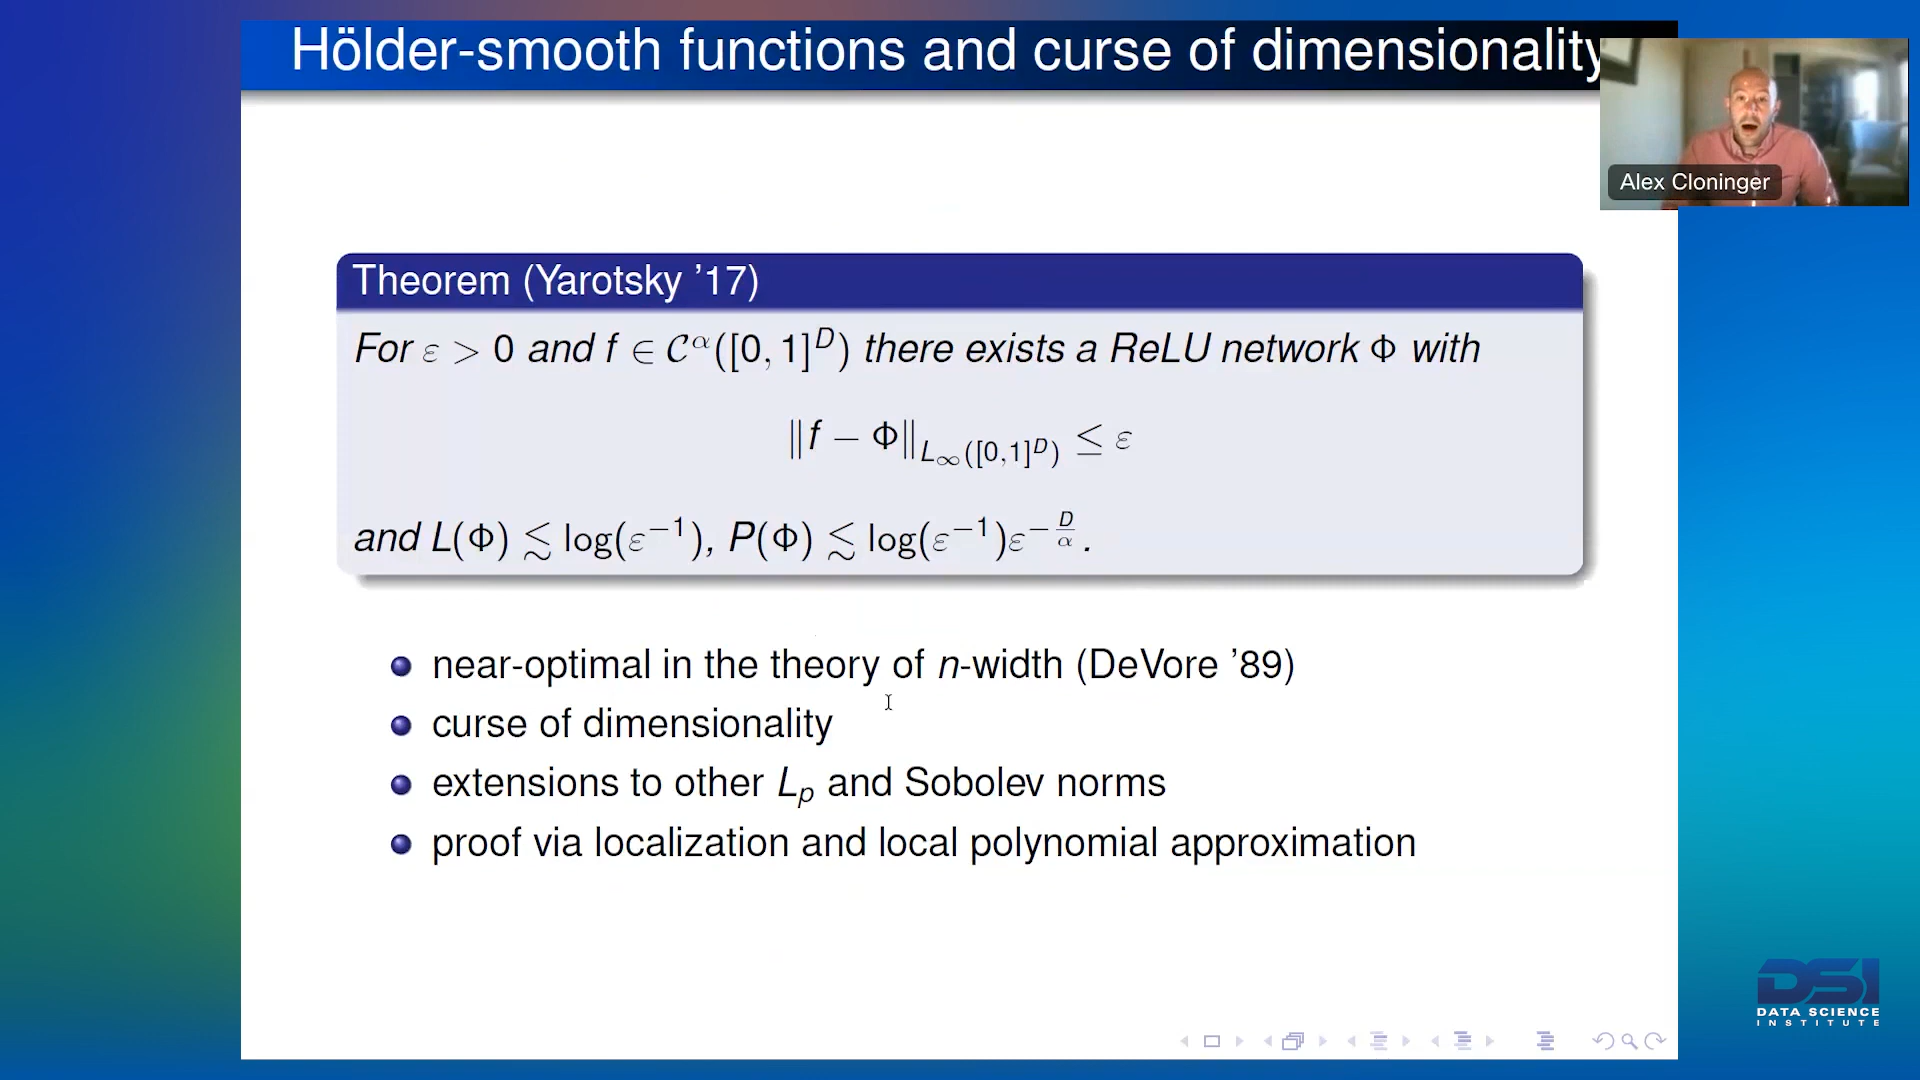 Hölder-smooth functions and curse of dimensionality
Alex Cloninger
Theorem (Yarotsky ’17)
For ε > 0 and f ∈ 𝒞^α([0, 1]^D) there exists a ReLU network Φ with
‖f − Φ‖_{L_∞([0,1]^D)} ≤ ε
and L(Φ) ≲ log(ε^{−1}), P(Φ) ≲ log(ε^{−1})ε^{−D/α}.
near-optimal in the theory of n-width (DeVore ’89)
curse of dimensionality
extensions to other L_p and Sobolev norms
proof via localization and local polynomial approximation
DSI
DATA SCIENCE
INSTITUTE